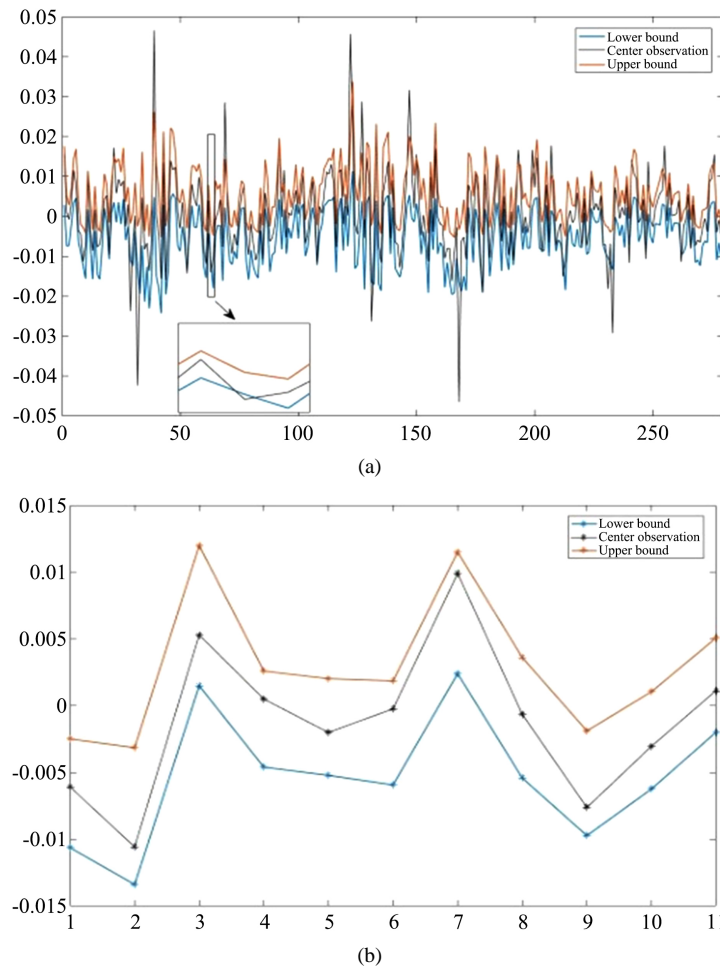 0.05
0.04
0.03
0.02
0.01
0
-0.01
-0.02
-0.03
-0.04
-0.05
0 50 100 150 200 250
Lower bound
Center observation
Upper bound
(a)
0.015
0.01
0.005
0
-0.005
-0.01
-0.015
1 2 3 4 5 6 7 8 9 10 11
Lower bound
Center observation
Upper bound
(b)